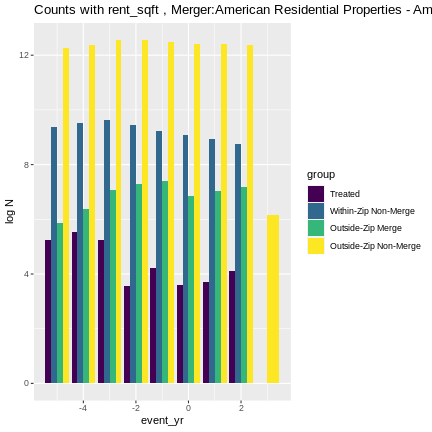 Counts with rent_sqft , Merger:American Residential Properties - Am
log N
12
8
4
0
-4
-2
0
2
event_yr
group
Treated
Within-Zip Non-Merge
Outside-Zip Merge
Outside-Zip Non-Merge